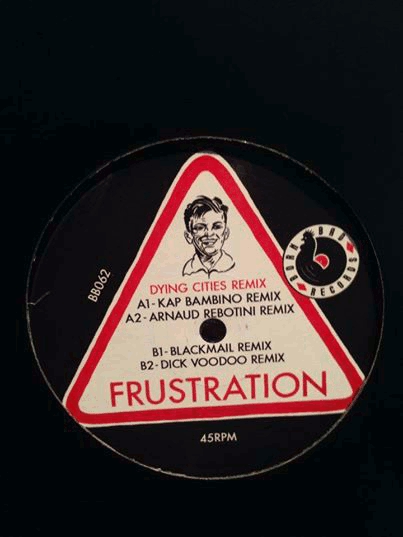 DYING CITIES REMIX
A1-KAP BAMBINO REMIX
A2-ARNAUD REBOTINI REMIX
B1-BLACKMAIL REMIX
B2-DICK VOODOO REMIX
FRUSTRATION
45RPM
BB062
BORN BAD
RECORDS